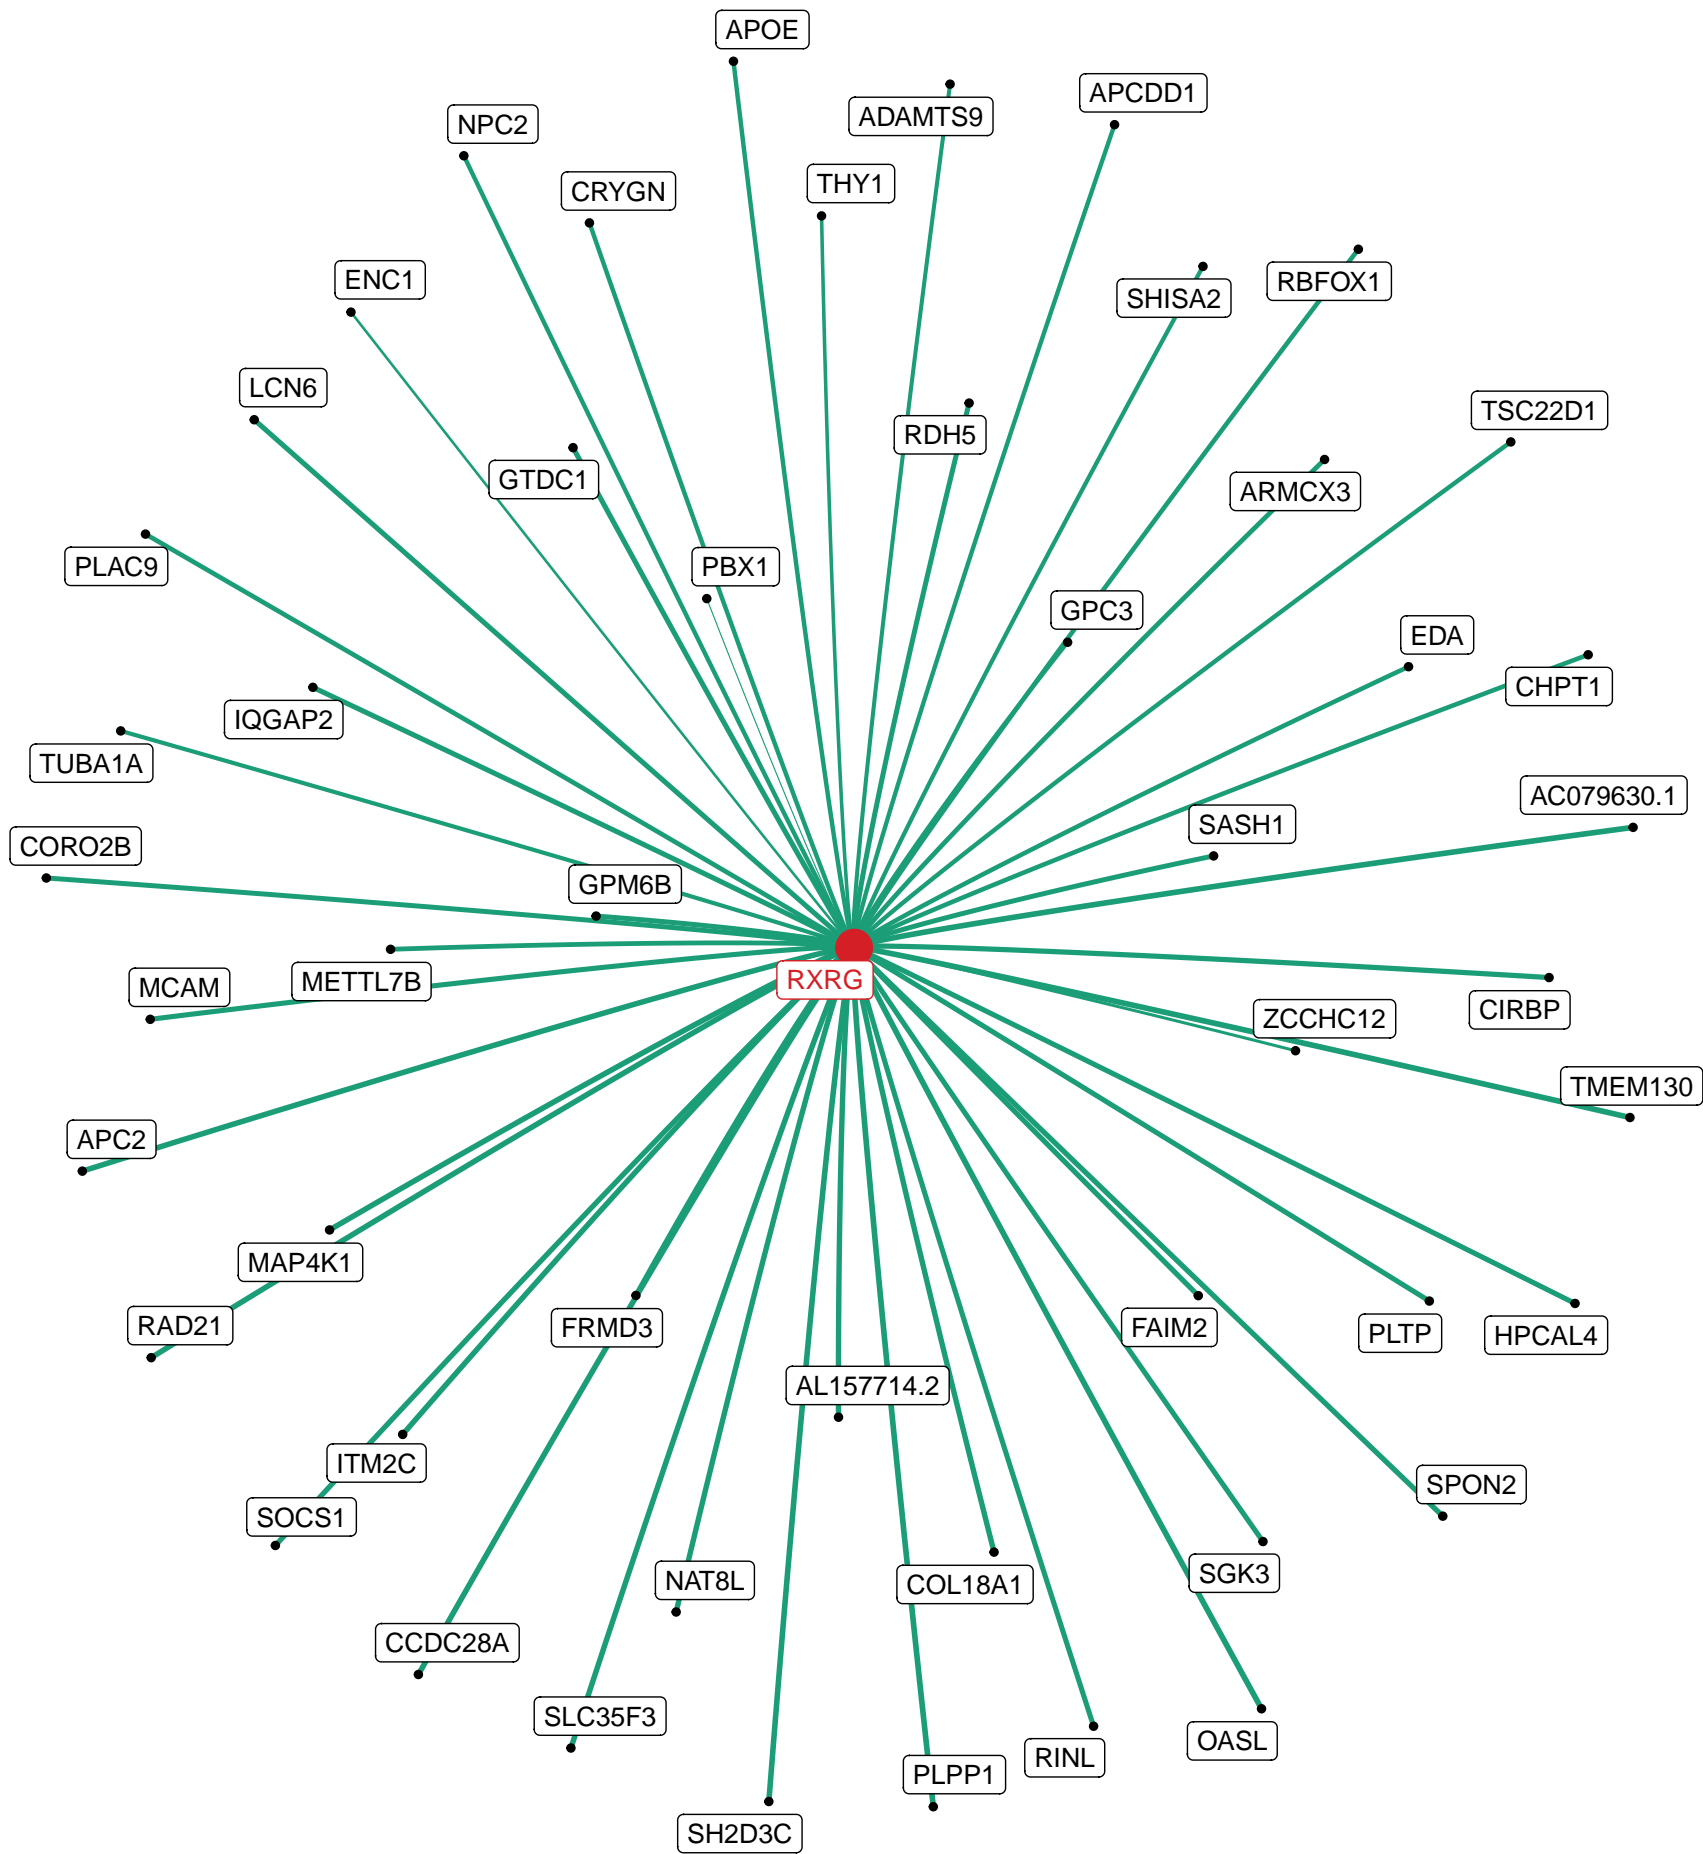 APOE
APCDD1
ADAMTS9
NPC2
THY1
CRYGN
ENC1
RBFOX1
SHISA2
LCN6
TSC22D1
RDH5
GTDC1
ARMCX3
PLAC9
PBX1
GPC3
EDA
CHPT1
IQGAP2
TUBA1A
AC079630.1
SASH1
CORO2B
GPM6B
RXRG
METTL7B
MCAM
CIRBP
ZCCHC12
TMEM130
APC2
MAP4K1
RAD21
FRMD3
FAIM2
PLTP
HPCAL4
AL157714.2
ITM2C
SPON2
SOCS1
SGK3
NAT8L
COL18A1
CCDC28A
SLC35F3
OASL
RINL
PLPP1
SH2D3C